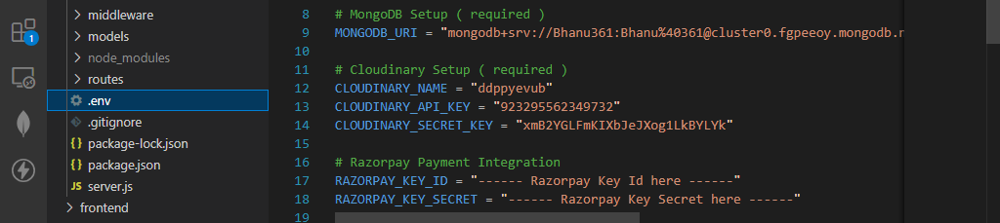 middleware
models
node_modules
routes
.env
.gitignore
package-lock.json
package.json
server.js
frontend
1
8 # MongoDB Setup ( required )
9 MONGODB_URI = "mongodb+srv://Bhanu361:Bhanu%40361@cluster0.fgpeeoy.mongodb.n
10
11 # Cloudinary Setup ( required )
12 CLOUDINARY_NAME = "ddppyevub"
13 CLOUDINARY_API_KEY = "923295562349732"
14 CLOUDINARY_SECRET_KEY = "xmB2YGLFmKIXbJeJXog1LkBYLYk"
15
16 # Razorpay Payment Integration
17 RAZORPAY_KEY_ID = "------ Razorpay Key Id here ------"
18 RAZORPAY_KEY_SECRET = "------ Razorpay Key Secret here ------"
19